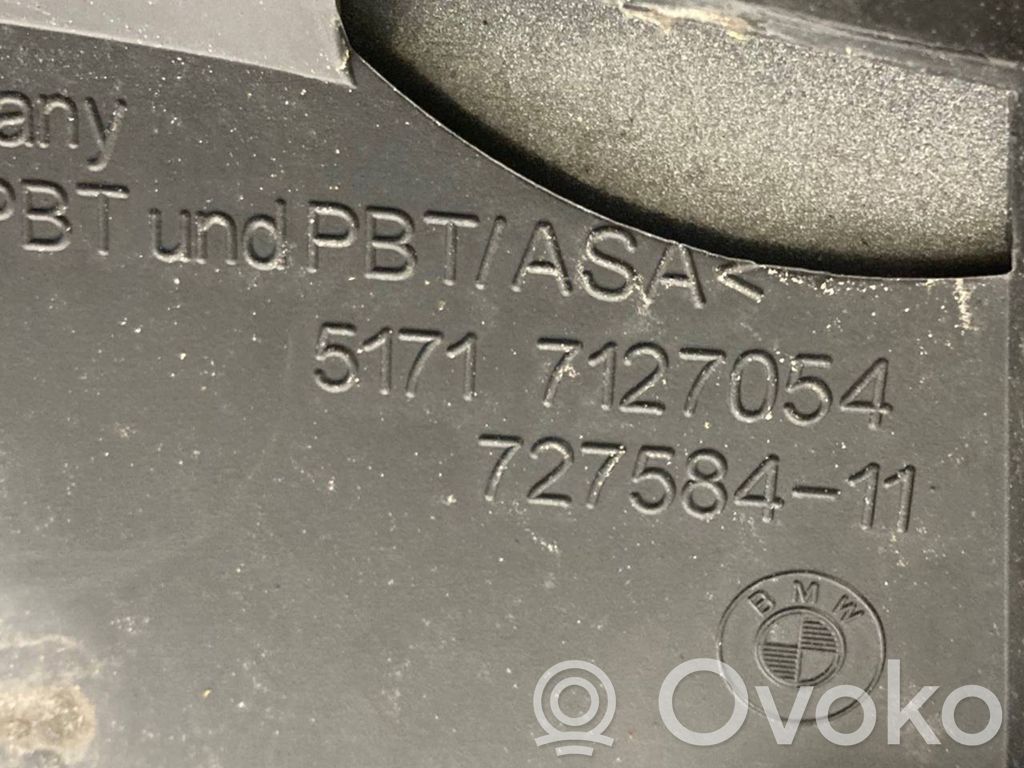 any
PBT und PBT/ASA<
5171 7127054
727584-11
BMW
Ovoko